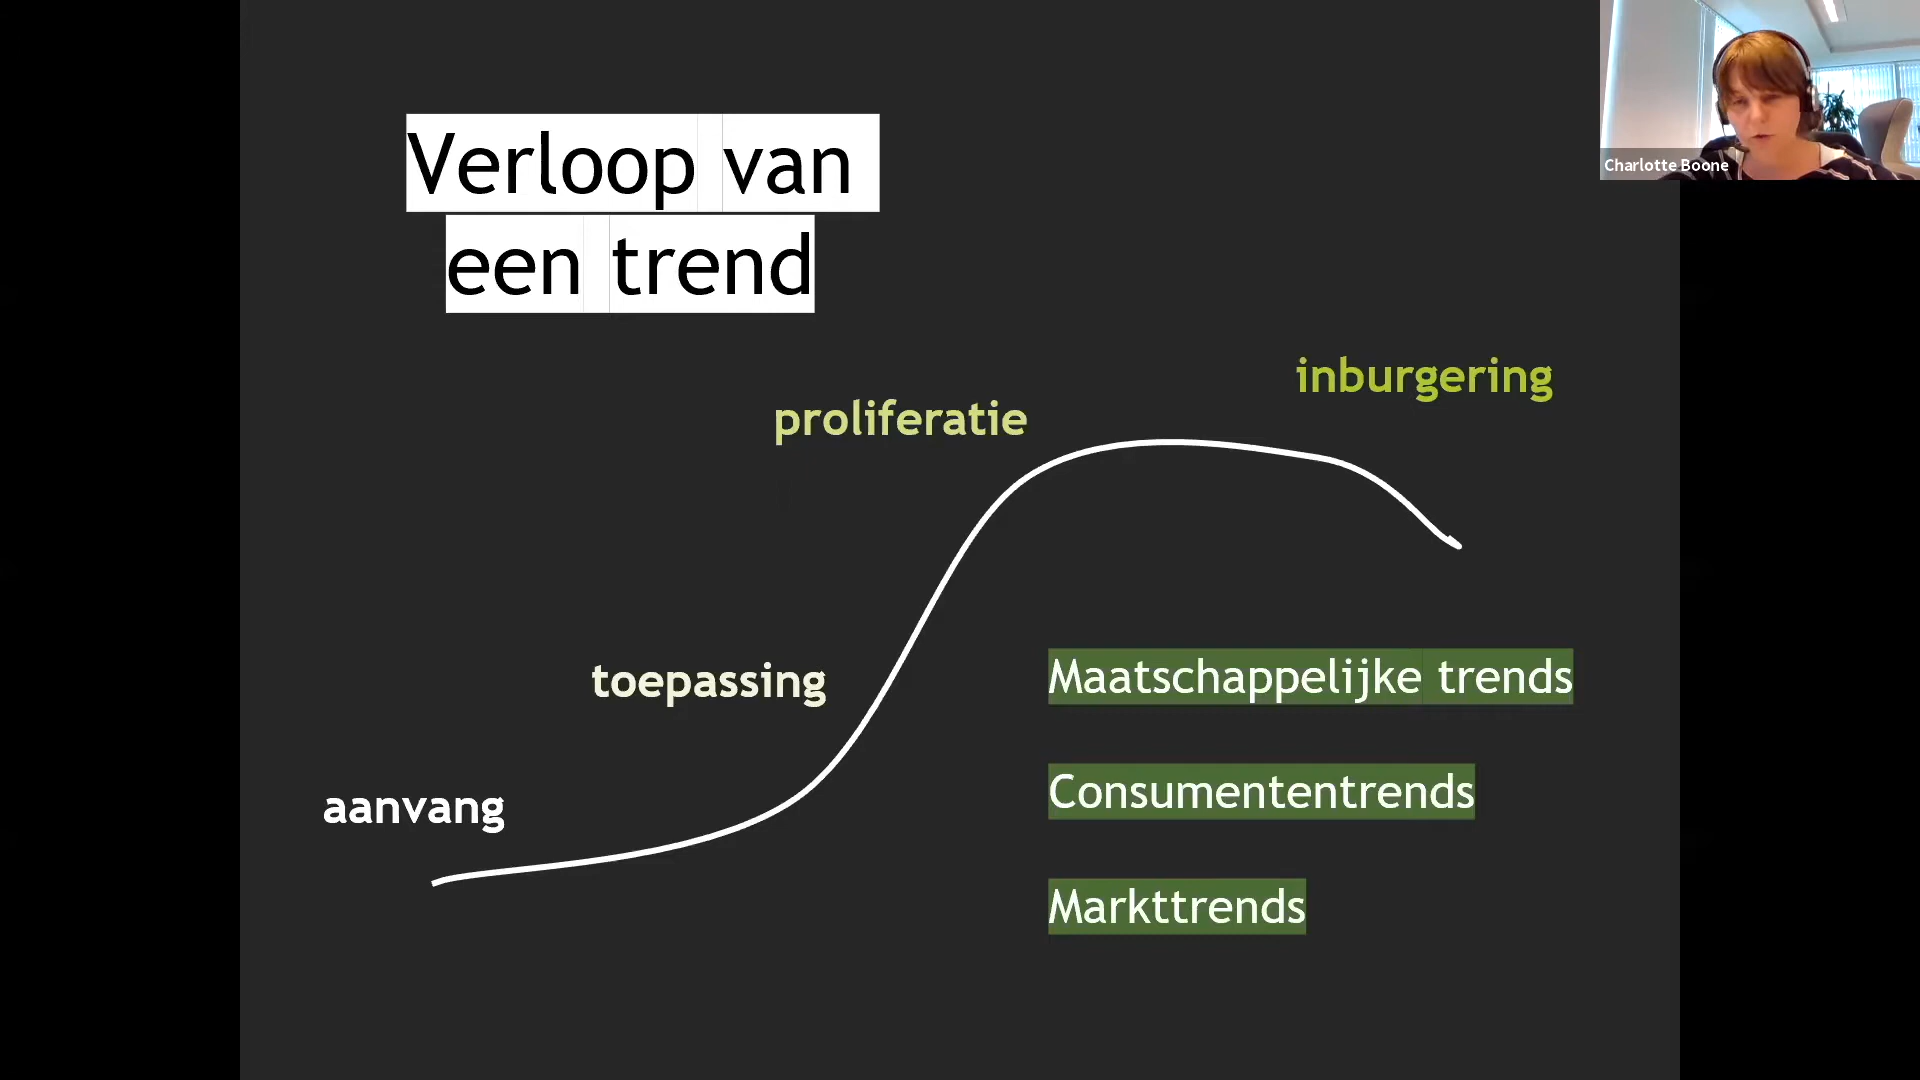 Verloop van
een trend
Charlotte Boone
inburgering
proliferatie
toepassing
aanvang
Maatschappelijke trends
Consumententrends
Markttrends